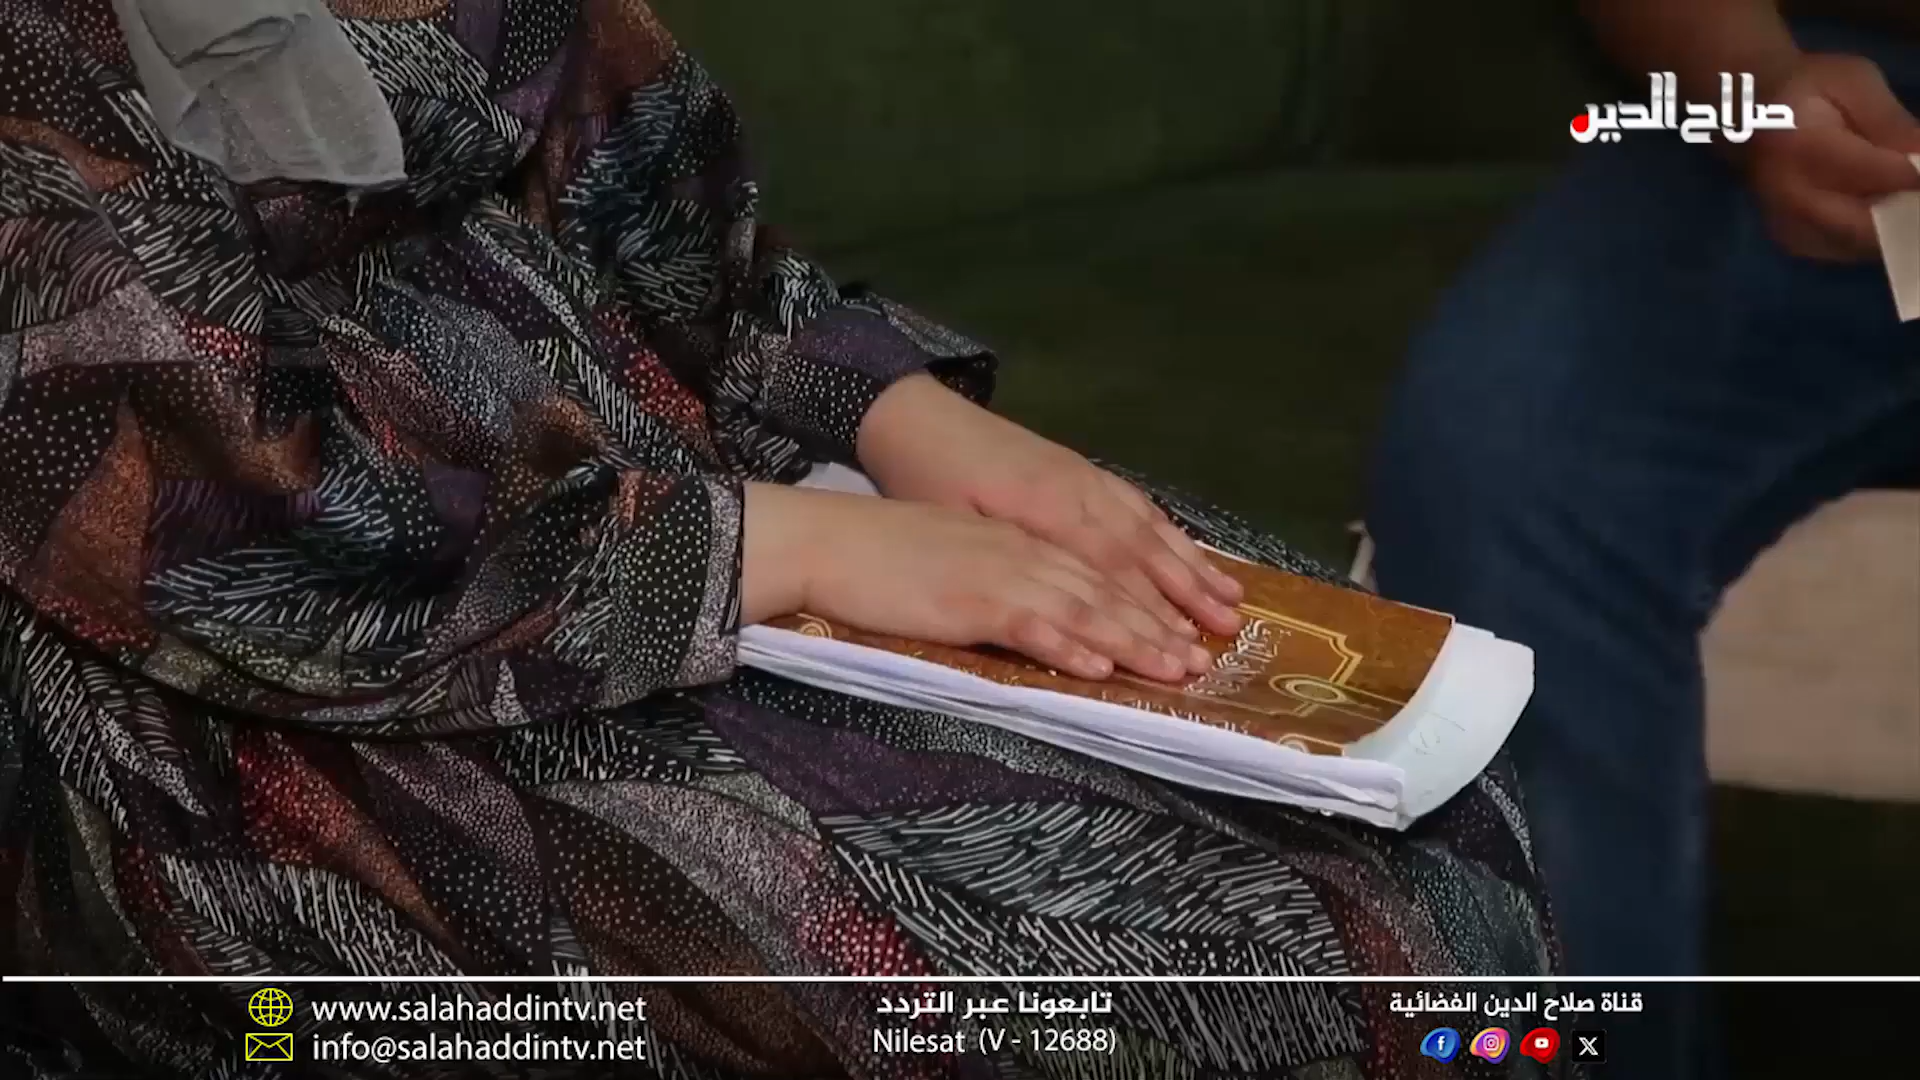 صلاح الدين
www.salahaddintv.net
info@salahaddintv.net
تابعونا عبر التردد
Nilesat (V - 12688)
قناة صلاح الدين الفضائية